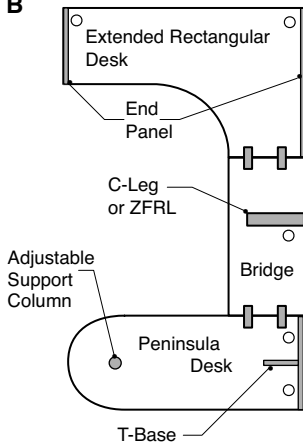 B
Extended Rectangular
Desk
End
Panel
C-Leg
or ZFRL
Adjustable
Support
Column
Bridge
Peninsula
Desk
T-Base